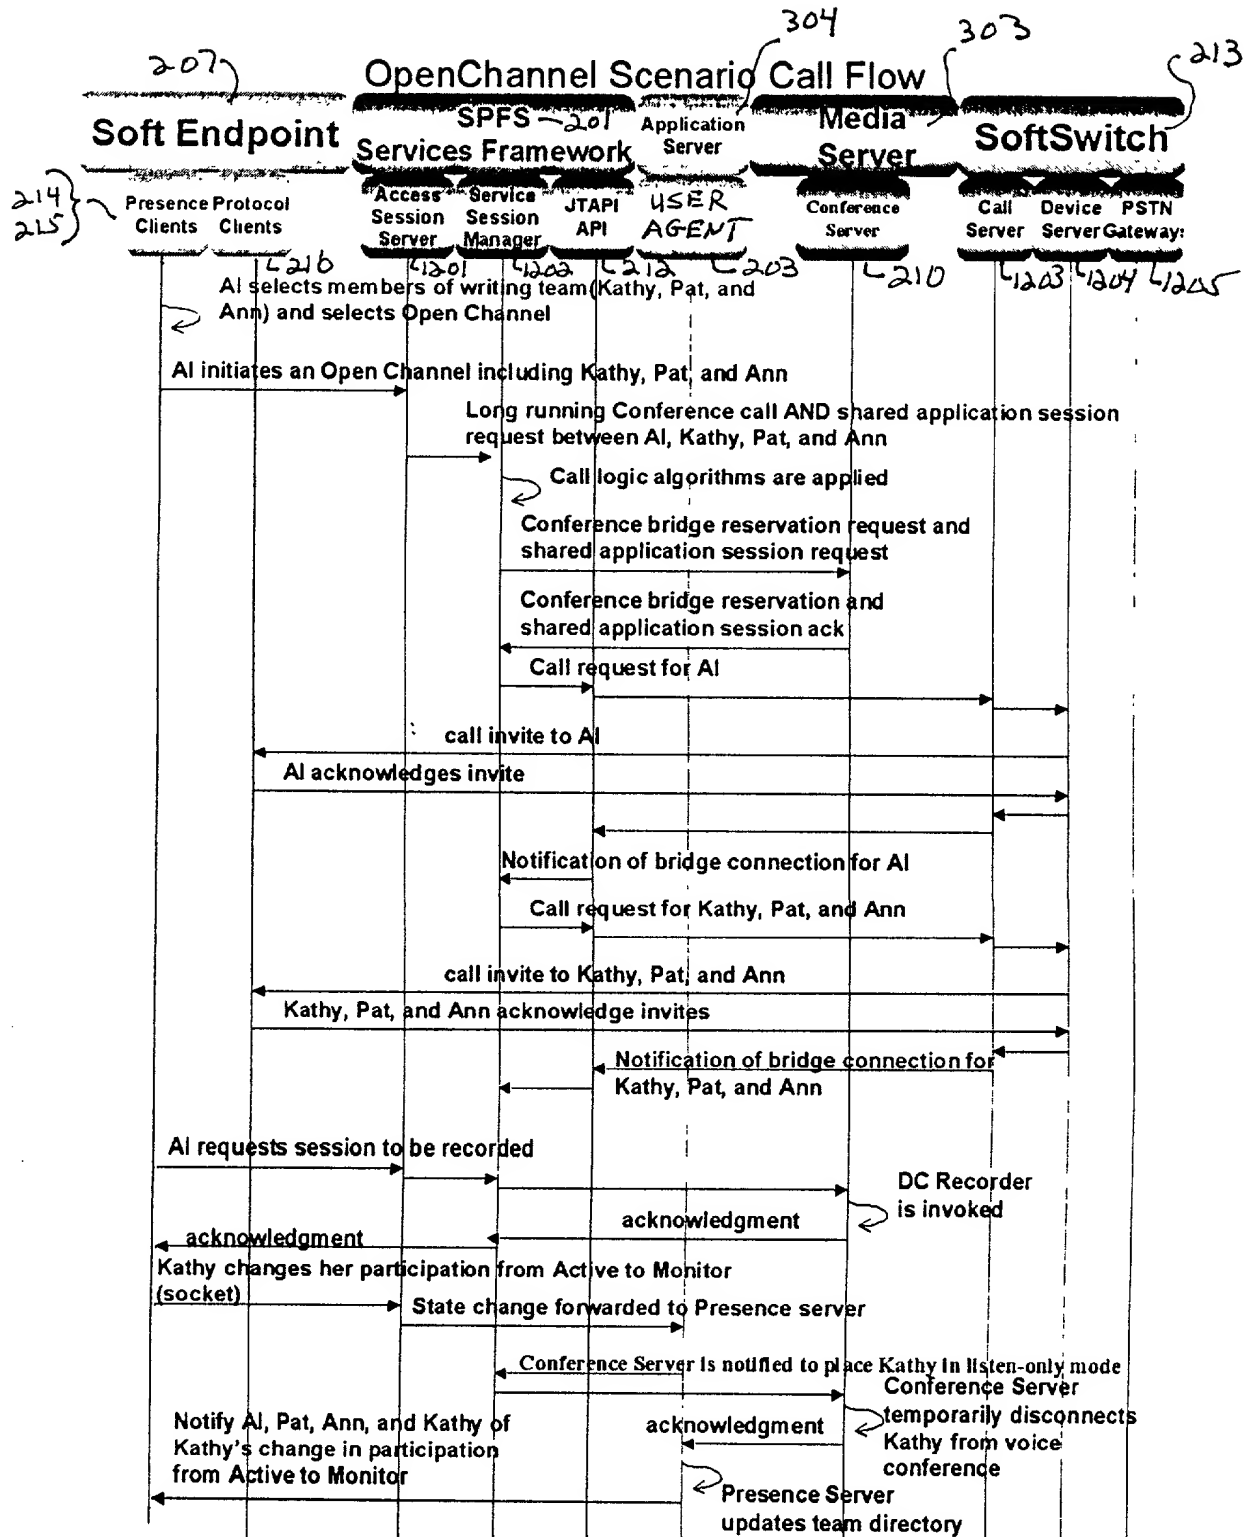 304
303
213
207
OpenChannel Scenario Call Flow
Soft Endpoint
SPFS 201
Services Framework
Application
Server
Media
Server
SoftSwitch
214
215
Presence
Clients
Protocol
Clients
Access
Session
Server
Service
Session
Manager
JTAPI
API
USER
AGENT
Conference
Server
Call
Server
Device
Server
PSTN
Gateway:
216
1201
1202
212
203
210
1203
1204
1205
Al selects members of writing team(Kathy, Pat, and
Ann) and selects Open Channel
Al initiates an Open Channel including Kathy, Pat, and Ann
Long running Conference call AND shared application session
request between Al, Kathy, Pat, and Ann
Call logic algorithms are applied
Conference bridge reservation request and
shared application session request
Conference bridge reservation and
shared application session ack
Call request for Al
call invite to Al
Al acknowledges invite
Notification of bridge connection for Al
Call request for Kathy, Pat, and Ann
call invite to Kathy, Pat, and Ann
Kathy, Pat, and Ann acknowledge invites
Notification of bridge connection for
Kathy, Pat, and Ann
Al requests session to be recorded
DC Recorder
is invoked
acknowledgment
acknowledgment
Kathy changes her participation from Active to Monitor
(socket)
State change forwarded to Presence server
Conference Server is notified to place Kathy in listen-only mode
Conference Server
temporarily disconnects
Kathy from voice
conference
acknowledgment
Notify Al, Pat, Ann, and Kathy of
Kathy's change in participation
from Active to Monitor
Presence Server
updates team directory